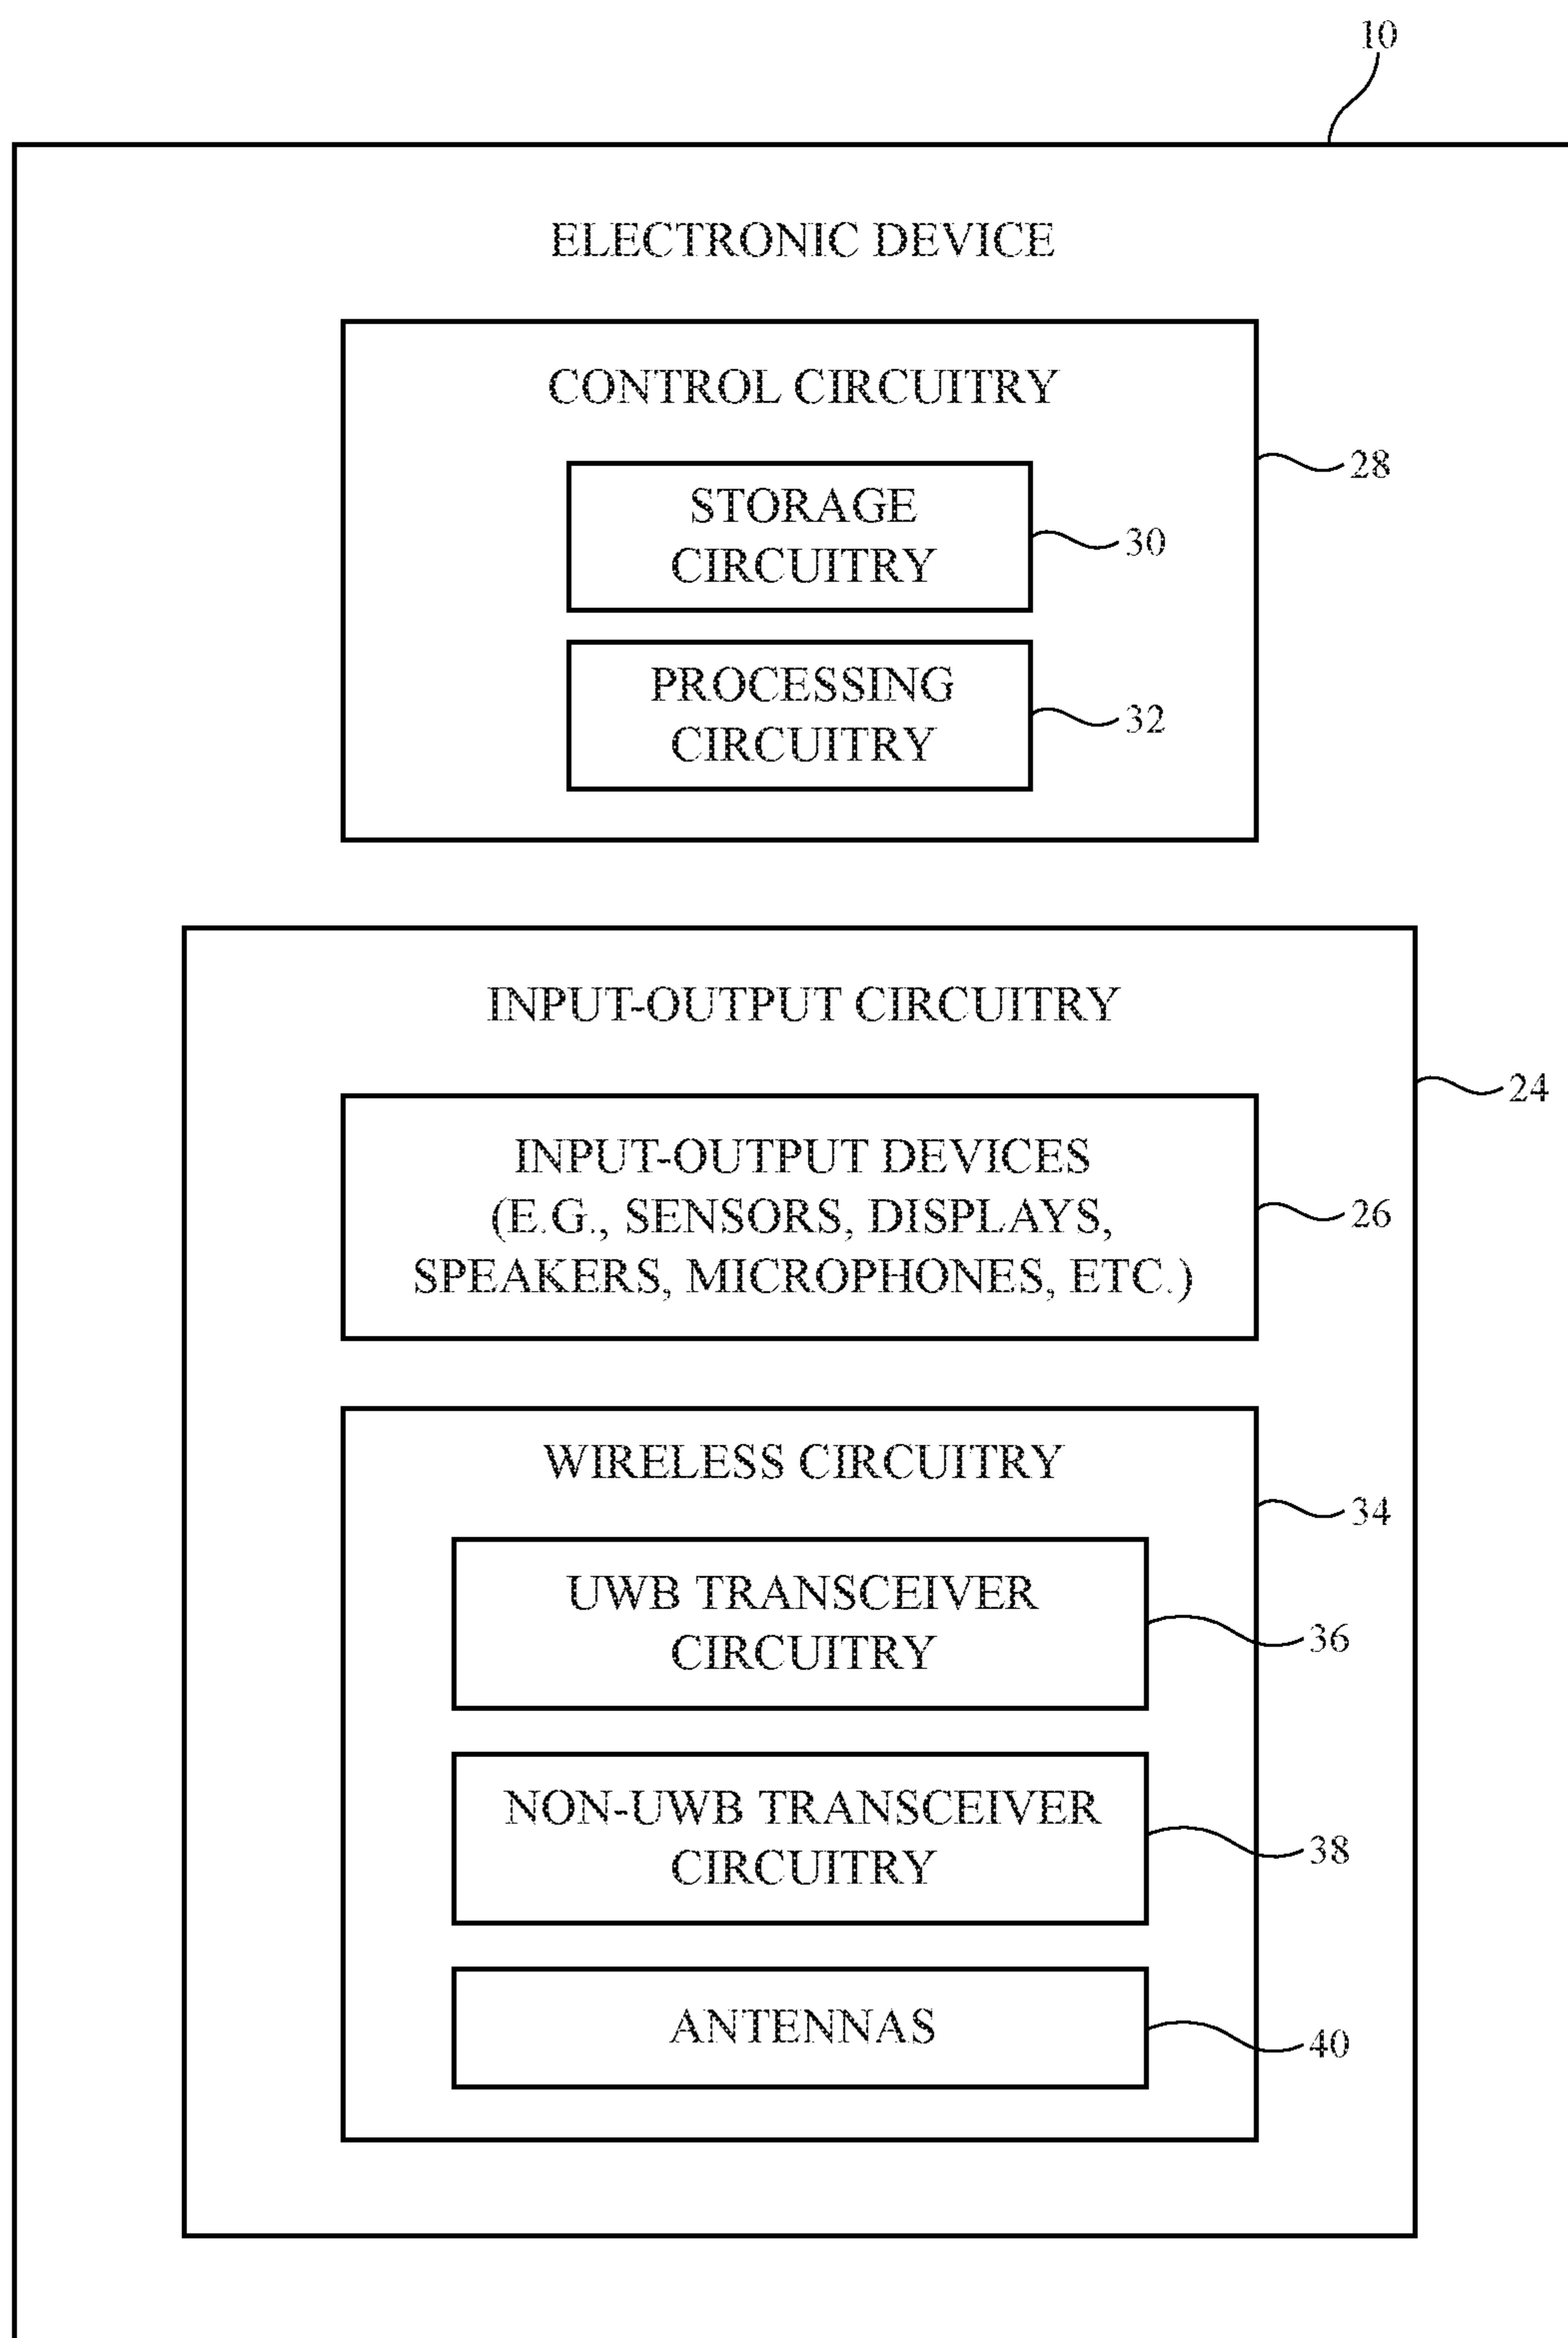 10
ELECTRONIC DEVICE
CONTROL CIRCUITRY
28
STORAGE
CIRCUITRY
30
PROCESSING
CIRCUITRY
32
INPUT-OUTPUT CIRCUITRY
24
INPUT-OUTPUT DEVICES
(E.G., SENSORS, DISPLAYS,
SPEAKERS, MICROPHONES, ETC.)
26
WIRELESS CIRCUITRY
34
UWB TRANSCEIVER
CIRCUITRY
36
NON-UWB TRANSCEIVER
CIRCUITRY
38
ANTENNAS
40